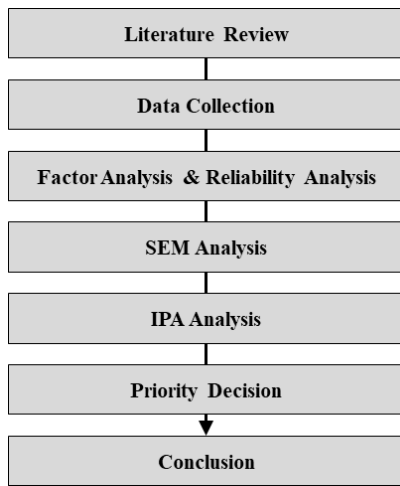 Literature Review
Data Collection
Factor Analysis & Reliability Analysis
SEM Analysis
IPA Analysis
Priority Decision
Conclusion